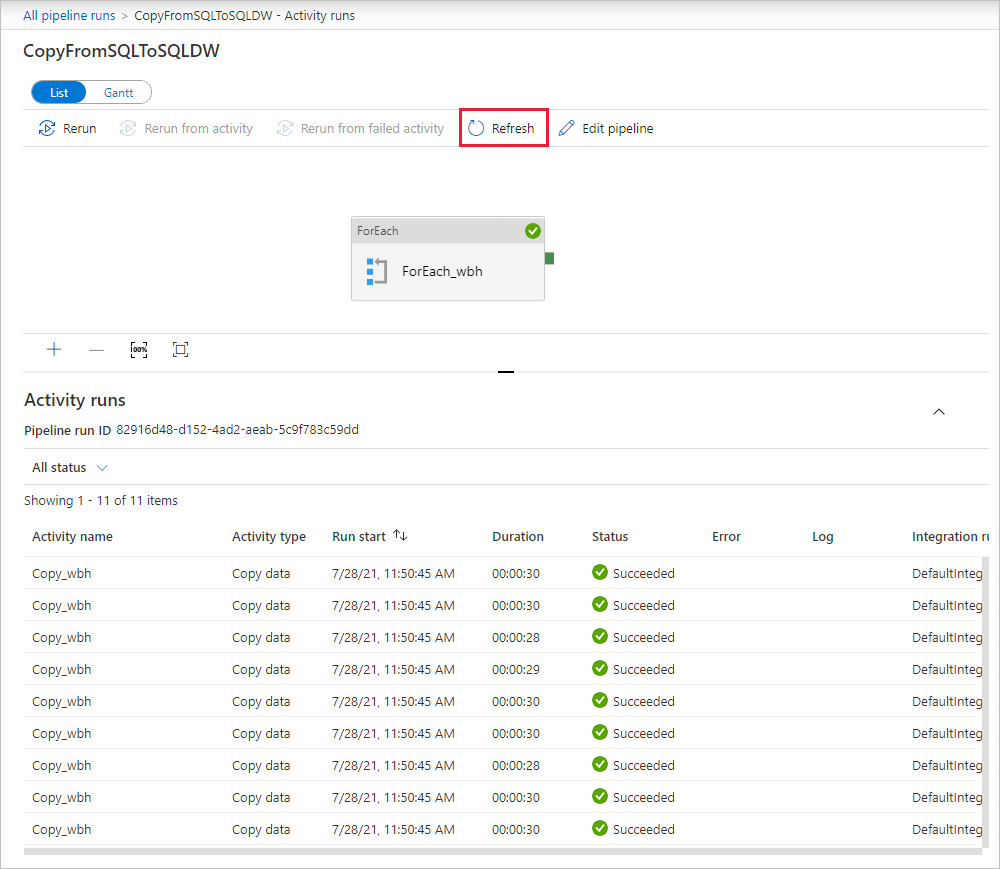 All pipeline runs > CopyFromSQLToSQLDW - Activity runs
CopyFromSQLToSQLDW
List Gantt
Rerun Rerun from activity Rerun from failed activity Refresh Edit pipeline
ForEach
ForEach_wbh
100%
Activity runs
Pipeline run ID 82916d48-d152-4ad2-aeab-5c9f783c59dd
All status
Showing 1 - 11 of 11 items
Activity name Activity type Run start Duration Status Error Log Integration ru
Copy_wbh Copy data 7/28/21, 11:50:45 AM 00:00:30 Succeeded DefaultInteg
Copy_wbh Copy data 7/28/21, 11:50:45 AM 00:00:30 Succeeded DefaultInteg
Copy_wbh Copy data 7/28/21, 11:50:45 AM 00:00:28 Succeeded DefaultInteg
Copy_wbh Copy data 7/28/21, 11:50:45 AM 00:00:29 Succeeded DefaultInteg
Copy_wbh Copy data 7/28/21, 11:50:45 AM 00:00:30 Succeeded DefaultInteg
Copy_wbh Copy data 7/28/21, 11:50:45 AM 00:00:30 Succeeded DefaultInteg
Copy_wbh Copy data 7/28/21, 11:50:45 AM 00:00:28 Succeeded DefaultInteg
Copy_wbh Copy data 7/28/21, 11:50:45 AM 00:00:30 Succeeded DefaultInteg
Copy_wbh Copy data 7/28/21, 11:50:45 AM 00:00:30 Succeeded DefaultInteg